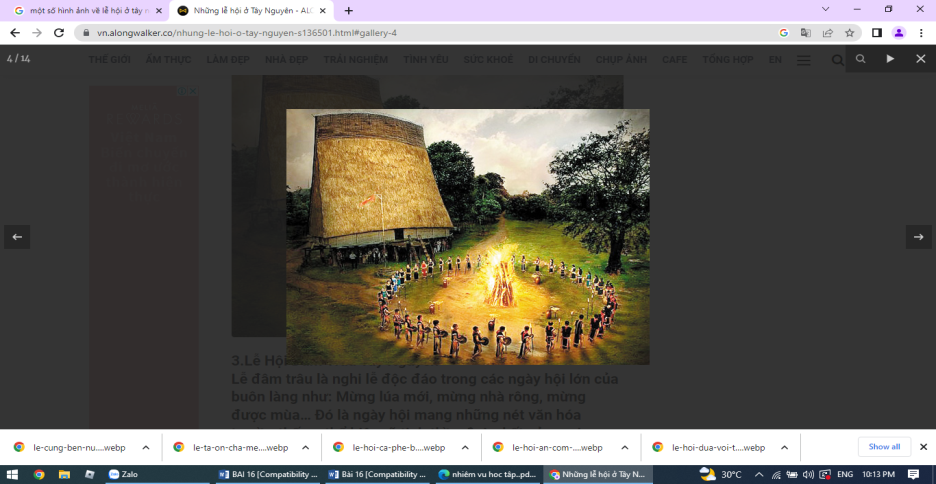 một số hình ảnh về lễ hội ở tây n
Những lễ hội ở Tây Nguyên - ALO
vn.alongwalker.co/nhung-le-hoi-o-tay-nguyen-s136501.html#gallery-4
4 / 14
THẾ GIỚI ẨM THỰC LÀM ĐẸP NHÀ ĐẸP TRẢI NGHIỆM TÌNH YÊU SỨC KHOẺ DI CHUYỂN CHỤP ẢNH CAFE TỔNG HỢP EN
3.Lễ Hội
Lễ đâm trâu là nghi lễ độc đáo trong các ngày hội lớn của
buôn làng như: Mừng lúa mới, mừng nhà rông, mừng
được mùa... Đó là ngày hội mang những nét văn hóa
le-cung-ben-nu....webp
le-ta-on-cha-me....webp
le-hoi-ca-phe-b....webp
le-hoi-an-com-....webp
le-hoi-dua-voi-t....webp
Show all
Zalo
BAI 16 [Compatibility ...
Bài 16 [Compatibility ...
nhiệm vu hoc tâp..pd...
Những lễ hội ở Tây N...
30°C
ENG
10:13 PM